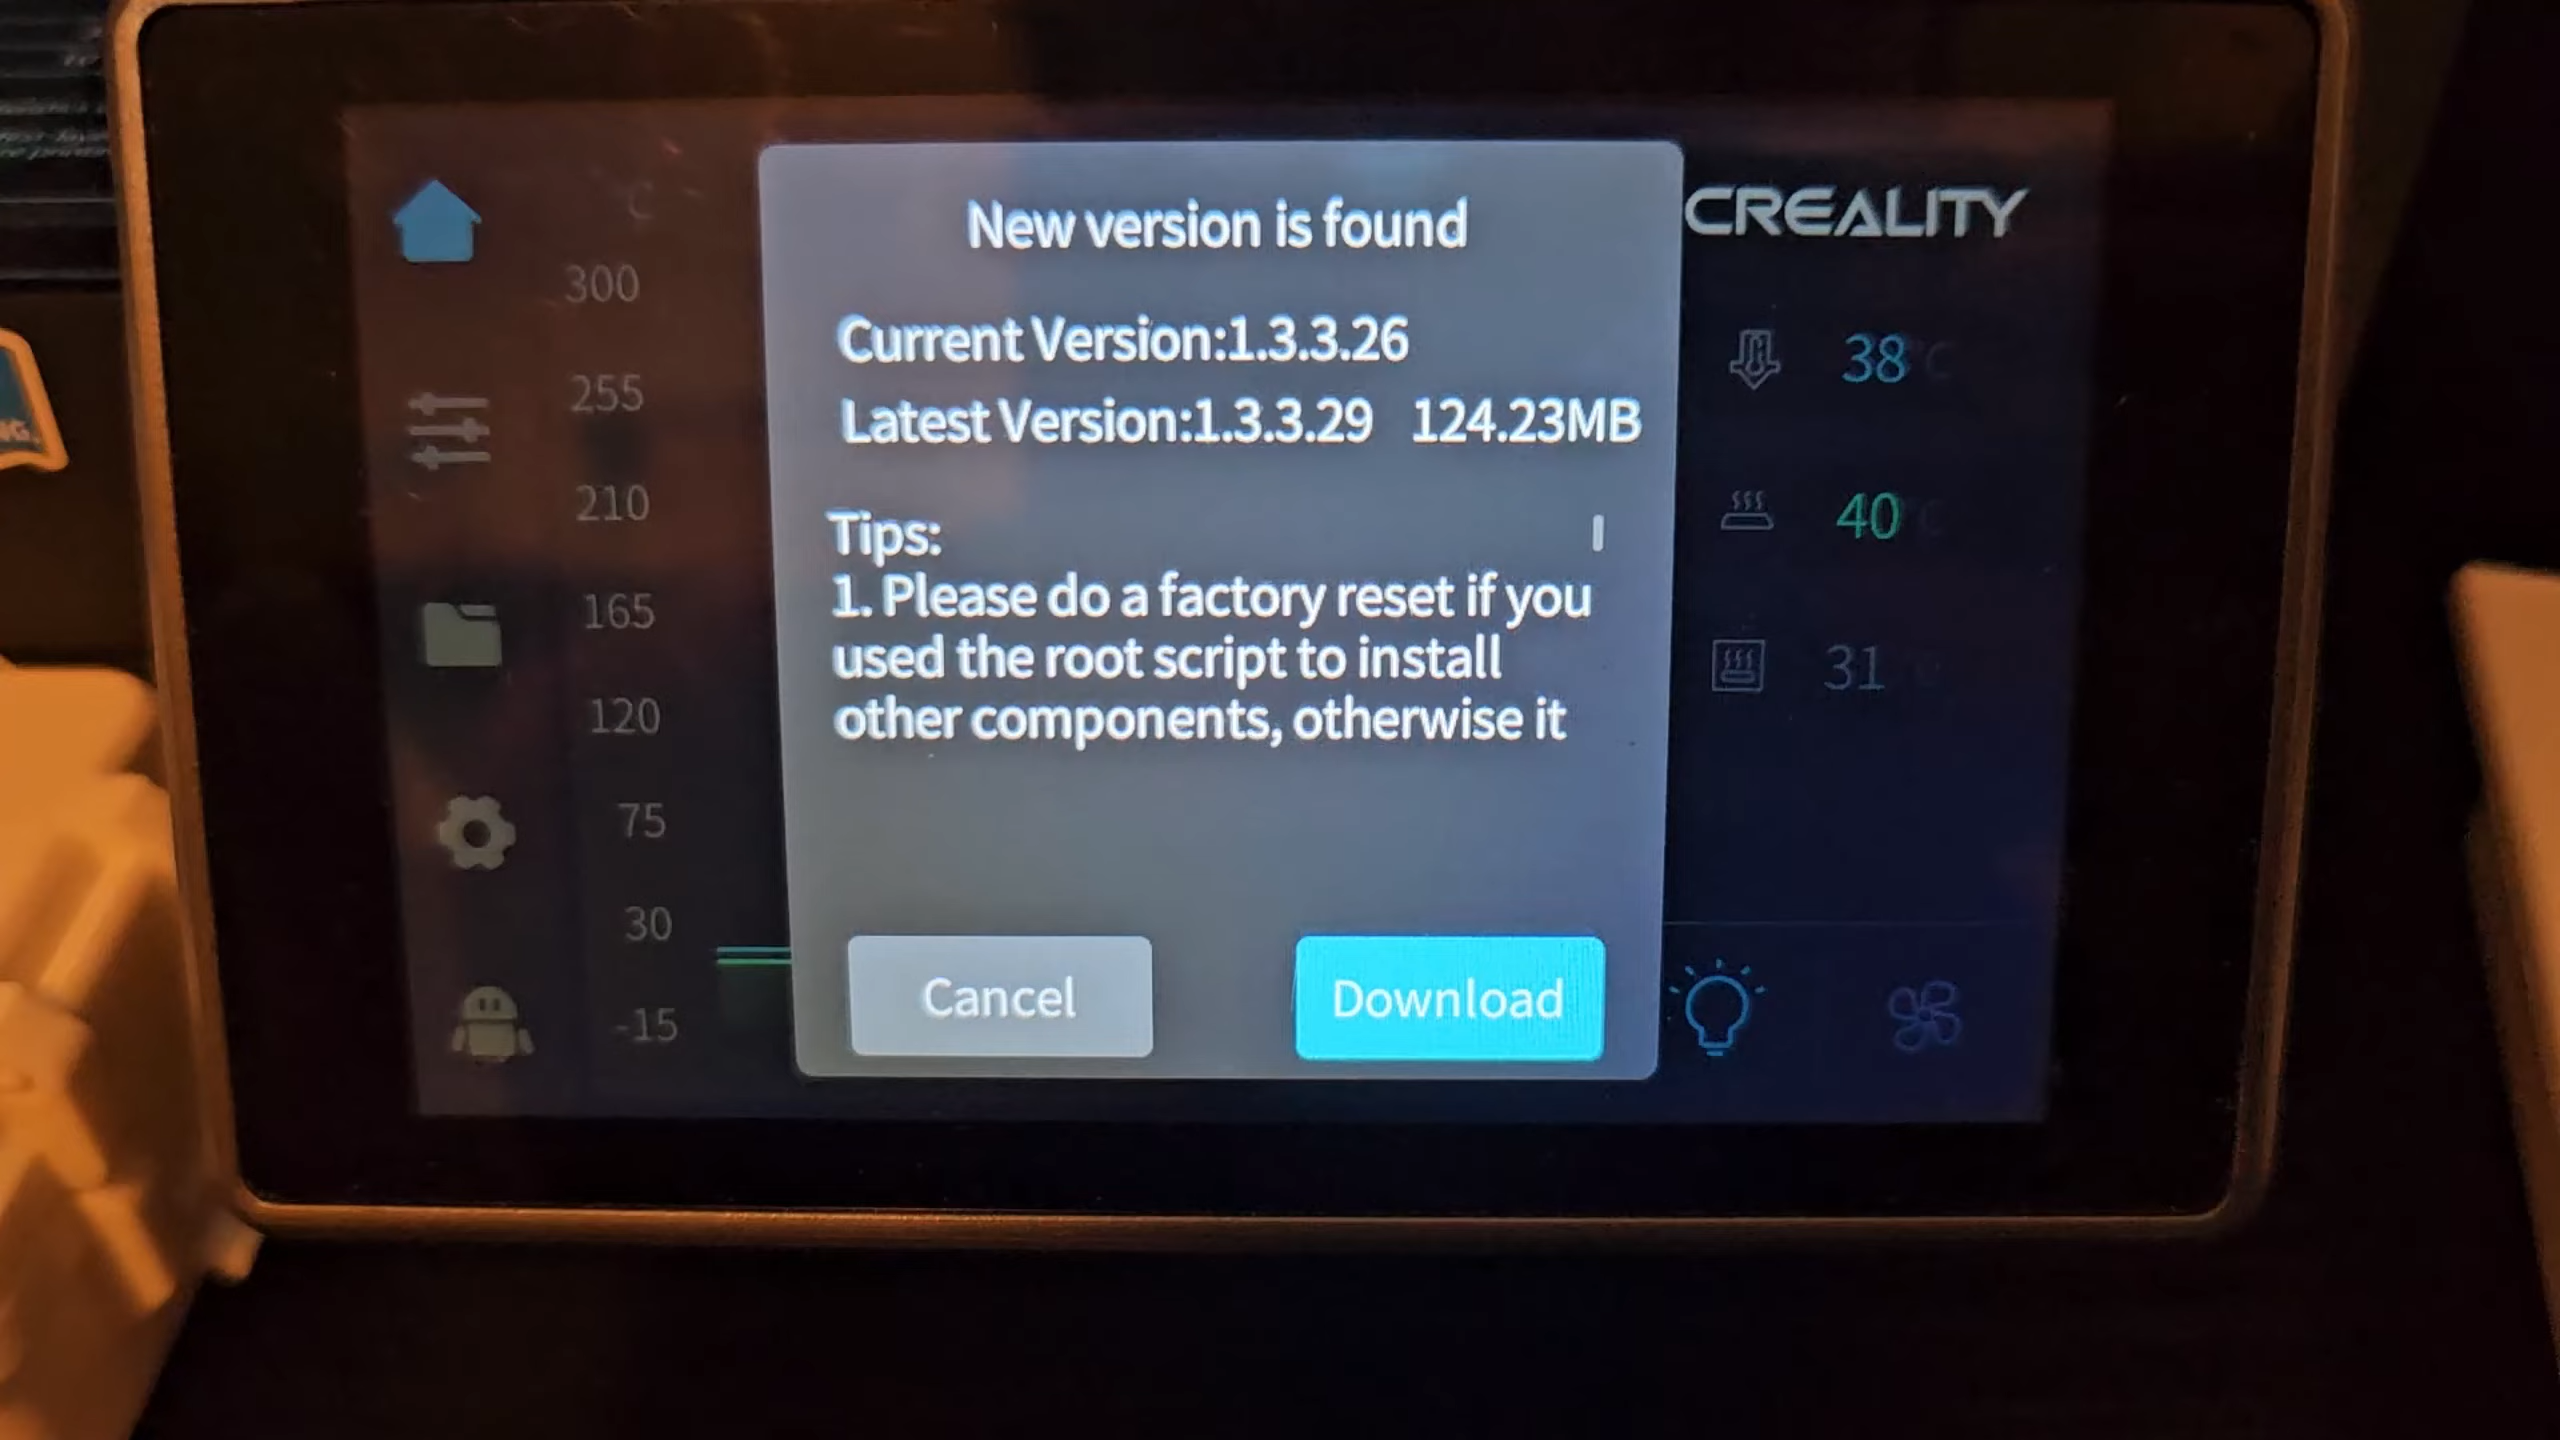 New version is found
CREALITY
Current Version:1.3.3.26
Latest Version:1.3.3.29 124.23MB
Tips:
1. Please do a factory reset if you
used the root script to install
other components, otherwise it
Cancel
Download
°C
300
255
210
165
120
75
30
-15
38°C
40°C
31
NG.